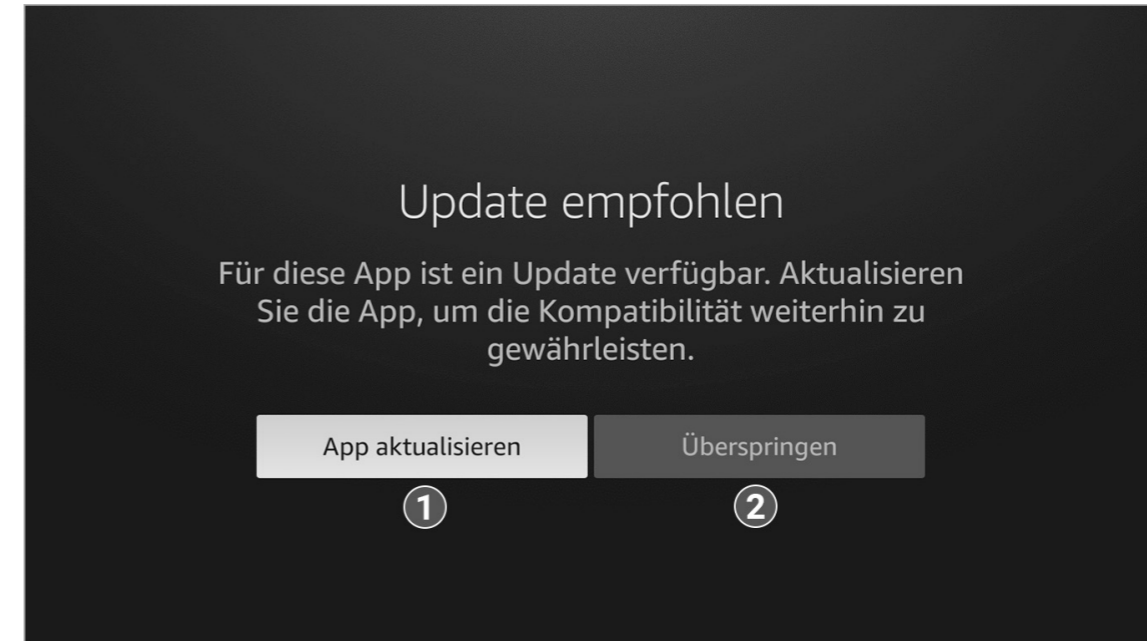 Update empfohlen
Für diese App ist ein Update verfügbar. Aktualisieren
Sie die App, um die Kompatibilität weiterhin zu
gewährleisten.
App aktualisieren
Überspringen
1
2